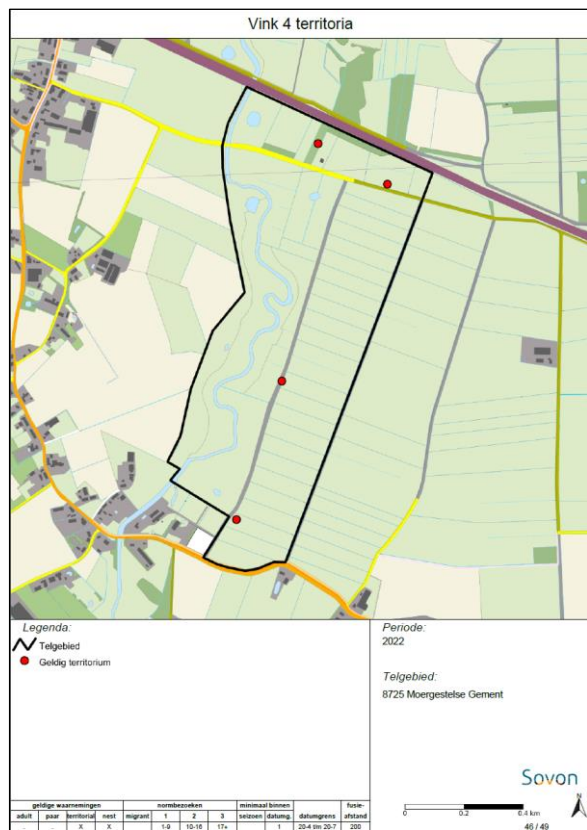 Vink 4 territoria
Legenda:
Telgebied
Geldig territorium
Periode:
2022
Telgebied:
8725 Moergestelse Gement
Sovon
0 0.2 0.4 km
N
46 / 49
geldige waarnemingen normbezoeken minimaal binnen fusie-
adult paar territoriaal nest migrant 1 2 3 seizoen datumg. datumgrens afstand
- - X X 1-9 10-16 17+ 1 20-4 t/m 20-7 200